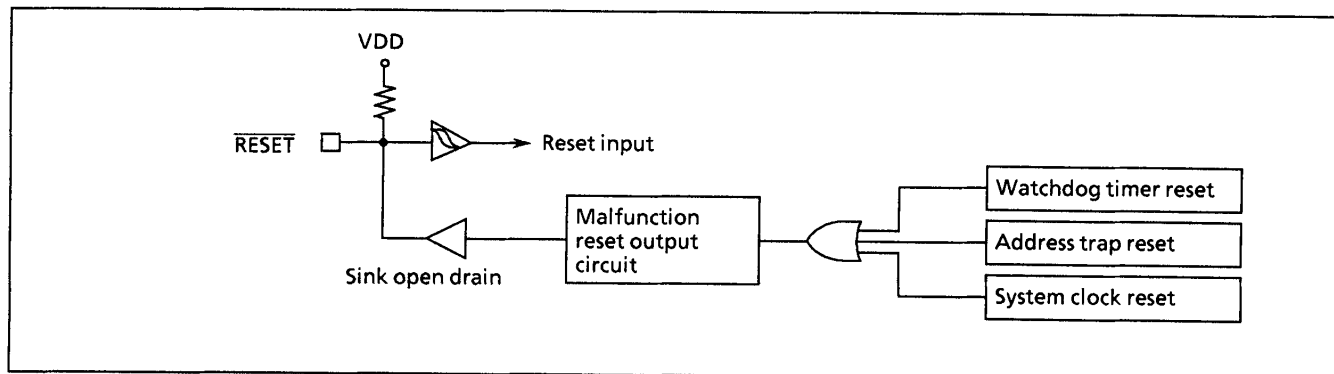 VDD
RESET
Reset input
Watchdog timer reset
Malfunction
reset output
circuit
Address trap reset
Sink open drain
System clock reset